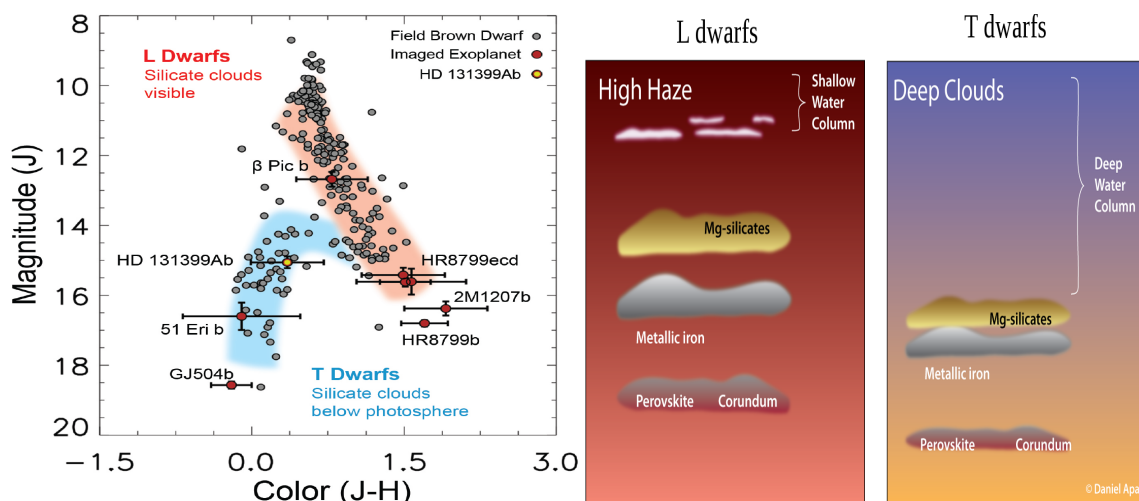 8
10
12
14
16
18
20
Magnitude (J)
−1.5
0.0
1.5
3.0
Color (J-H)
L Dwarfs
Silicate clouds
visible
Field Brown Dwarf
Imaged Exoplanet
HD 131399Ab
β Pic b
HD 131399Ab
HR8799ecd
2M1207b
51 Eri b
HR8799b
GJ504b
T Dwarfs
Silicate clouds
below photosphere
L dwarfs
High Haze
Shallow
Water
Column
Mg-silicates
Metallic iron
Perovskite Corundum
T dwarfs
Deep Clouds
Deep
Water
Column
Mg-silicates
Metallic iron
Perovskite Corundum
© Daniel Apa